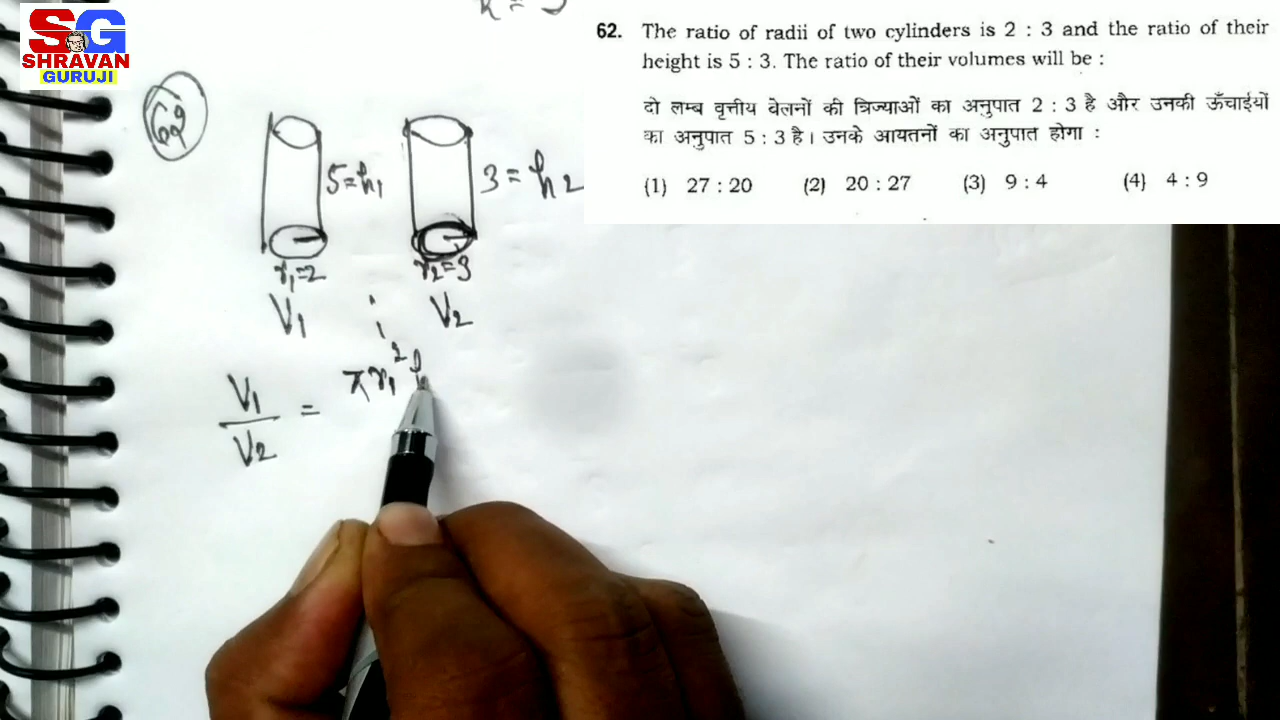 SG
SHRAVAN
GURUJI
62. The ratio of radii of two cylinders is 2 : 3 and the ratio of their
height is 5 : 3. The ratio of their volumes will be :
दो लम्ब वृत्तीय बेलनों की त्रिज्याओं का अनुपात 2 : 3 है और उनकी ऊँचाईयों
का अनुपात 5 : 3 है। उनके आयतनों का अनुपात होगा :
(1) 27 : 20 (2) 20 : 27 (3) 9 : 4 (4) 4 : 9
62
5=h₁ 3=h₂
r₁=2 r₂=3
V₁ : V₂
V₁/V₂ = πr₁²